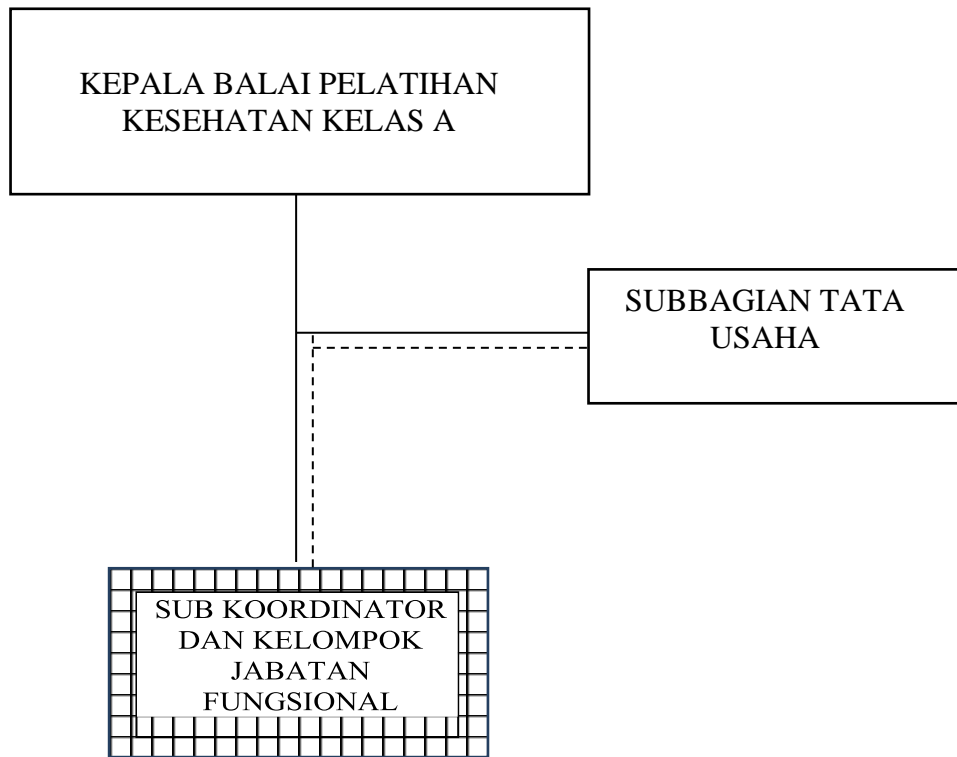 KEPALA BALAI PELATIHAN
KESEHATAN KELAS A
SUBBAGIAN TATA
USAHA
SUB KOORDINATOR
DAN KELOMPOK
JABATAN
FUNGSIONAL